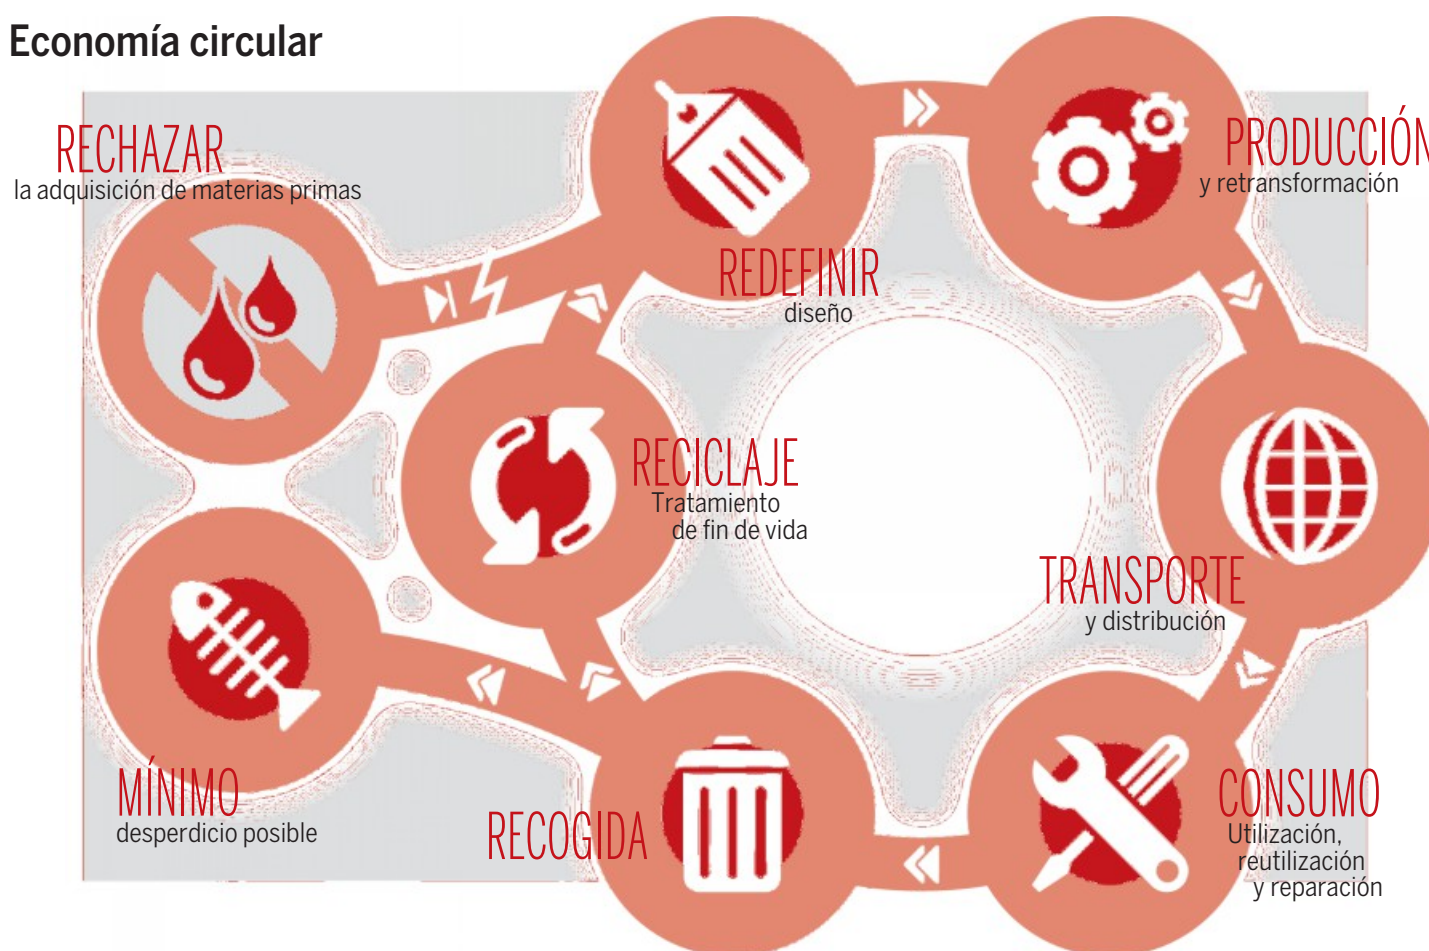 Economía circular
RECHAZAR
la adquisición de materias primas
REDEFINIR
diseño
PRODUCCIÓN
y retransformación
RECICLAJE
Tratamiento
de fin de vida
TRANSPORTE
y distribución
MÍNIMO
desperdicio posible
RECOGIDA
CONSUMO
Utilización,
reutilización
y reparación